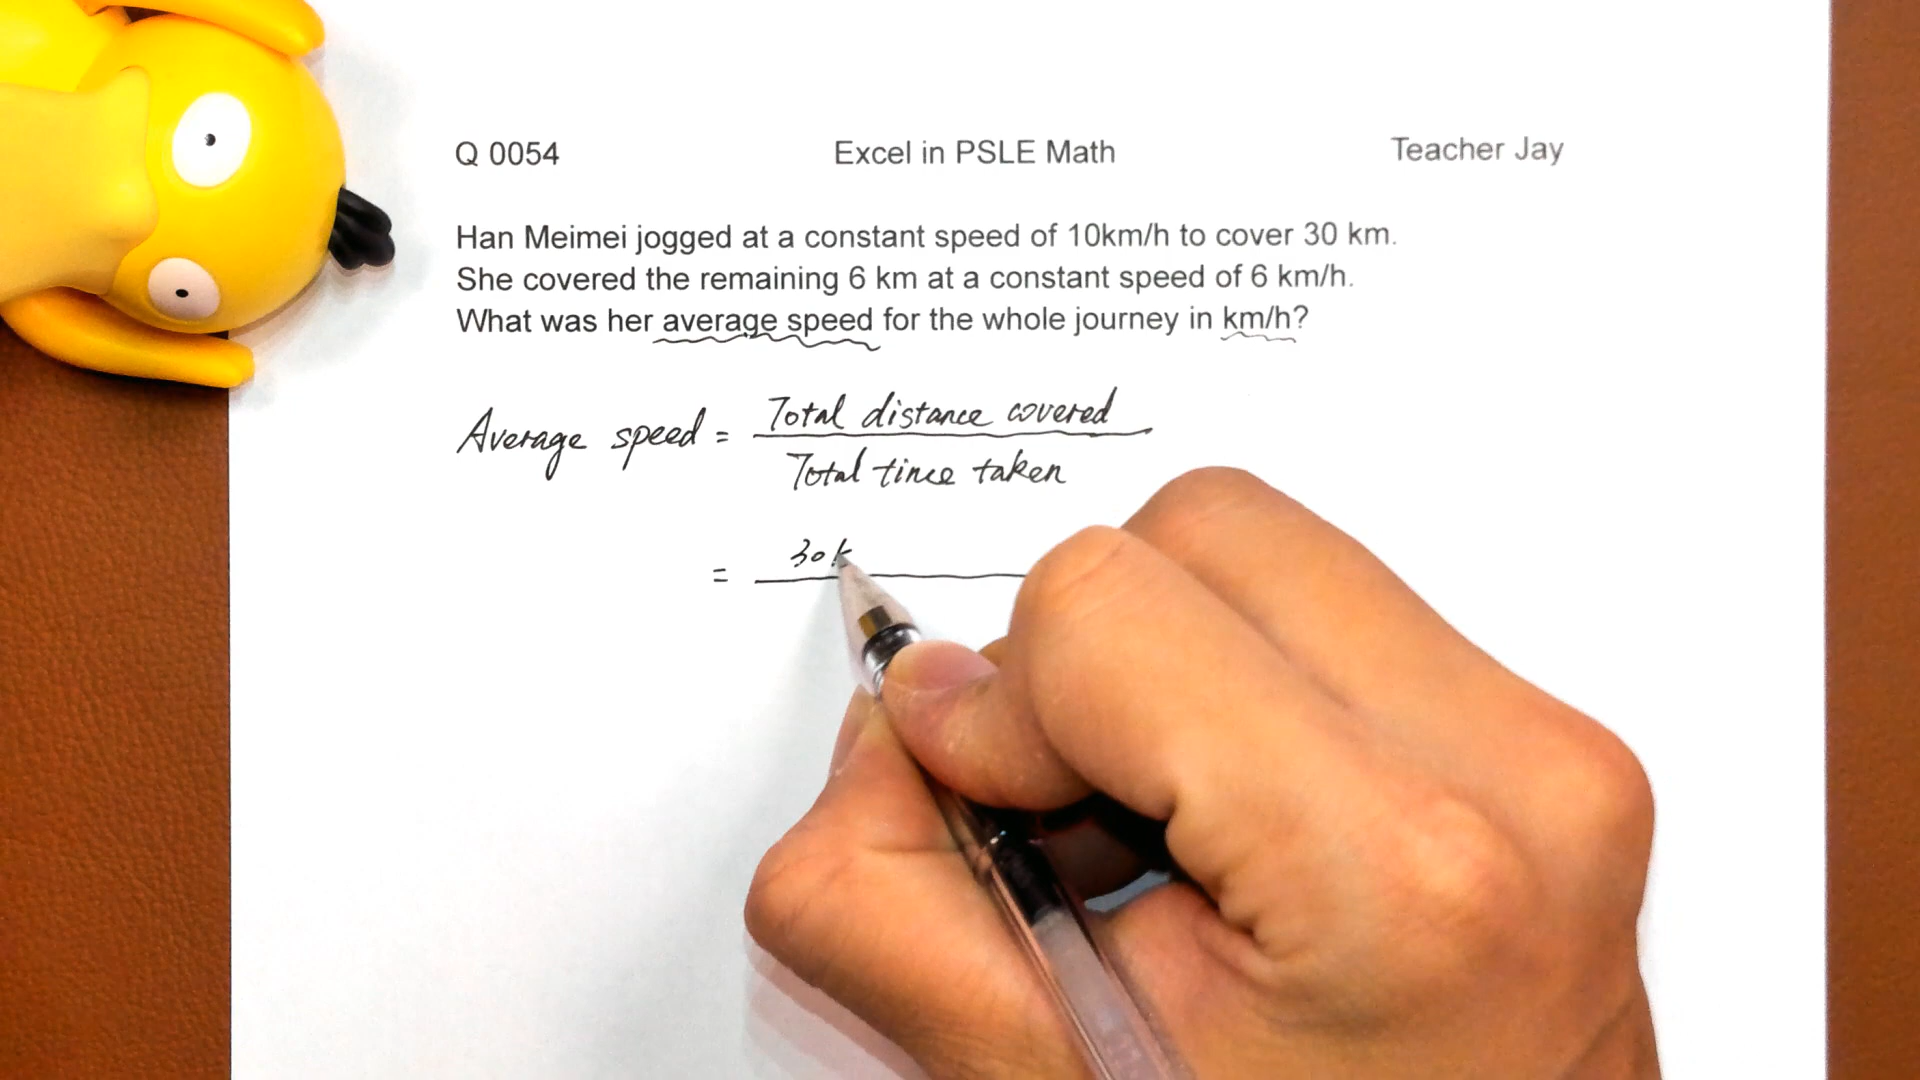 Q 0054 Excel in PSLE Math Teacher Jay
Han Meimei jogged at a constant speed of 10km/h to cover 30 km.
She covered the remaining 6 km at a constant speed of 6 km/h.
What was her average speed for the whole journey in km/h?
Average speed = Total distance covered
Total time taken
= 30k